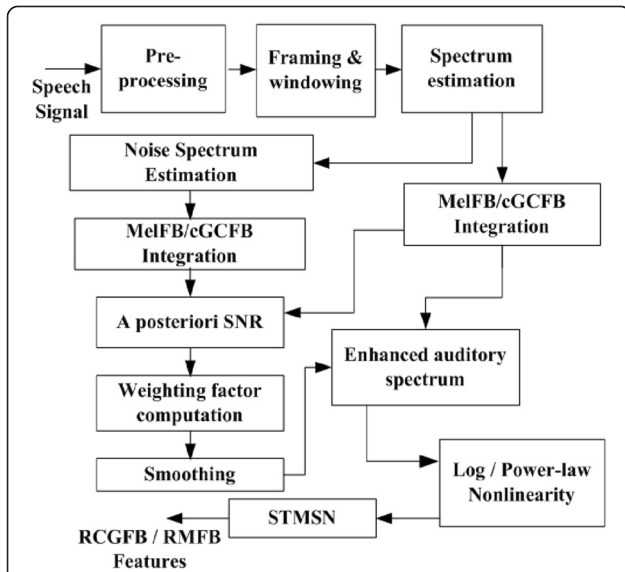 Speech
Signal
Pre-
processing
Framing &
windowing
Spectrum
estimation
Noise Spectrum
Estimation
MelFB/cGCFB
Integration
MelFB/cGCFB
Integration
A posteriori SNR
Enhanced auditory
spectrum
Weighting factor
computation
Smoothing
Log / Power-law
Nonlinearity
STMSN
RCGFB / RMFB
Features